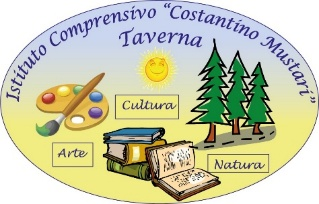 Istituto Comprensivo “Costantino Mustari”
Taverna
Cultura
Arte
Natura